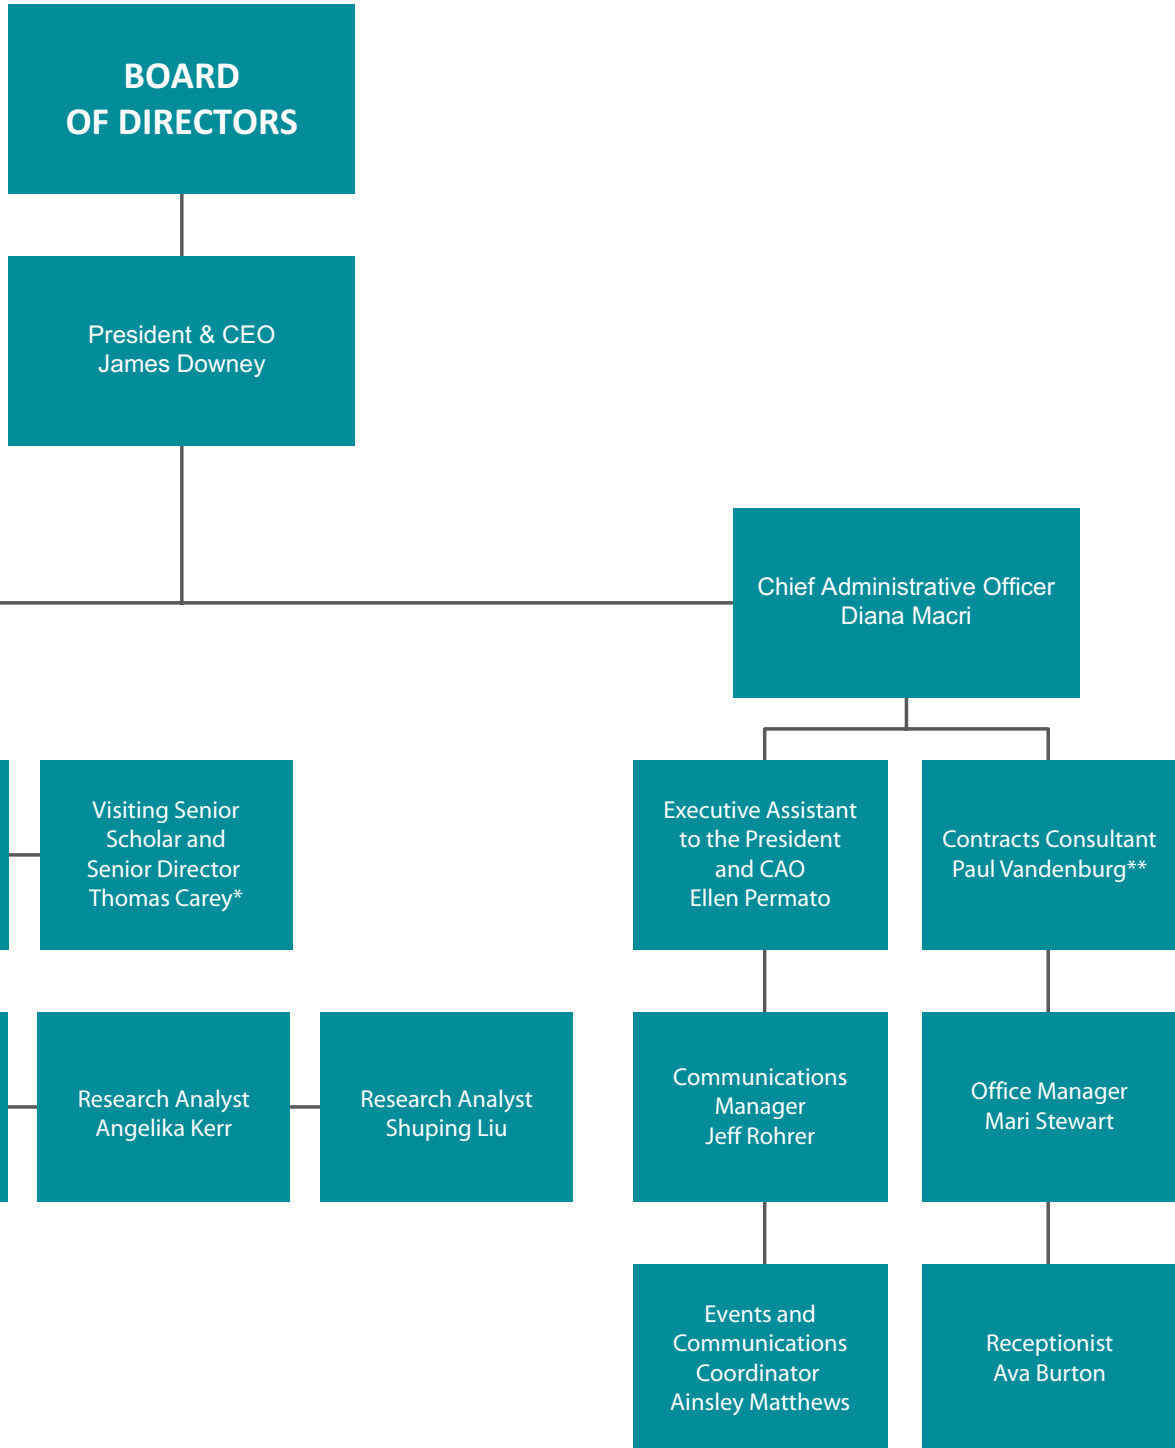 BOARD
OF DIRECTORS
President & CEO
James Downey
Chief Administrative Officer
Diana Macri
Visiting Senior
Scholar and
Senior Director
Thomas Carey*
Executive Assistant
to the President
and CAO
Ellen Permato
Contracts Consultant
Paul Vandenburg**
Research Analyst
Angelika Kerr
Research Analyst
Shuping Liu
Communications
Manager
Jeff Rohrer
Office Manager
Mari Stewart
Events and
Communications
Coordinator
Ainsley Matthews
Receptionist
Ava Burton